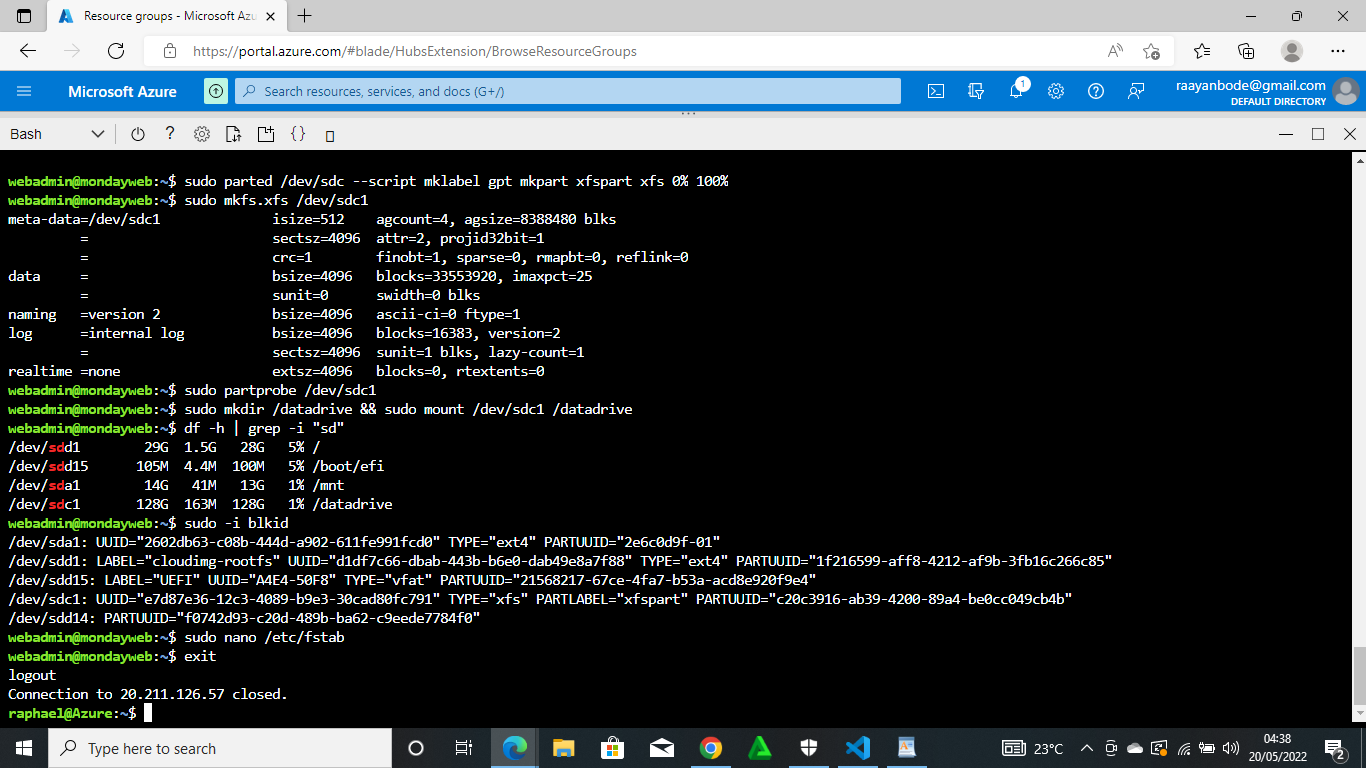 Resource groups - Microsoft Azu
https://portal.azure.com/#blade/HubsExtension/BrowseResourceGroups
Microsoft Azure
Search resources, services, and docs (G+/)
1
raayanbode@gmail.com
DEFAULT DIRECTORY
Bash
webadmin@mondayweb:~$ sudo parted /dev/sdc --script mklabel gpt mkpart xfspart xfs 0% 100%
webadmin@mondayweb:~$ sudo mkfs.xfs /dev/sdc1
meta-data=/dev/sdc1              isize=512    agcount=4, agsize=8388480 blks
         =                       sectsz=4096  attr=2, projid32bit=1
         =                       crc=1        finobt=1, sparse=0, rmapbt=0, reflink=0
data     =                       bsize=4096   blocks=33553920, imaxpct=25
         =                       sunit=0      swidth=0 blks
naming   =version 2              bsize=4096   ascii-ci=0 ftype=1
log      =internal log           bsize=4096   blocks=16383, version=2
         =                       sectsz=4096  sunit=1 blks, lazy-count=1
realtime =none                   extsz=4096   blocks=0, rtextents=0
webadmin@mondayweb:~$ sudo partprobe /dev/sdc1
webadmin@mondayweb:~$ sudo mkdir /datadrive && sudo mount /dev/sdc1 /datadrive
webadmin@mondayweb:~$ df -h | grep -i "sd"
/dev/sdd1        29G  1.5G   28G   5% /
/dev/sdd15      105M  4.4M  100M   5% /boot/efi
/dev/sda1        14G   41M   13G   1% /mnt
/dev/sdc1       128G  163M  128G   1% /datadrive
webadmin@mondayweb:~$ sudo -i blkid
/dev/sda1: UUID="2602db63-c08b-444d-a902-611fe991fcd0" TYPE="ext4" PARTUUID="2e6c0d9f-01"
/dev/sdd1: LABEL="cloudimg-rootfs" UUID="d1df7c66-dbab-443b-b6e0-dab49e8a7f88" TYPE="ext4" PARTUUID="1f216599-aff8-4212-af9b-3fb16c266c85"
/dev/sdd15: LABEL="UEFI" UUID="A4E4-50F8" TYPE="vfat" PARTUUID="21568217-67ce-4fa7-b53a-acd8e920f9e4"
/dev/sdc1: UUID="e7d87e36-12c3-4089-b9e3-30cad80fc791" TYPE="xfs" PARTLABEL="xfspart" PARTUUID="c20c3916-ab39-4200-89a4-be0cc049cb4b"
/dev/sdd14: PARTUUID="f0742d93-c20d-489b-ba62-c9eede7784f0"
webadmin@mondayweb:~$ sudo nano /etc/fstab
webadmin@mondayweb:~$ exit
logout
Connection to 20.211.126.57 closed.
raphael@Azure:~$
Type here to search
23°C
04:38
20/05/2022
2